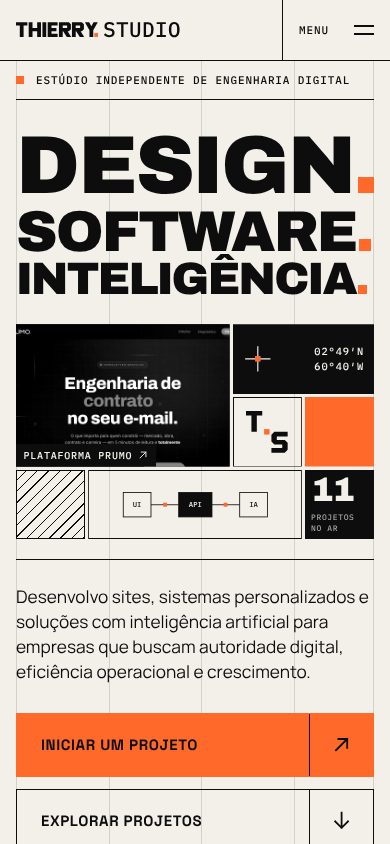 THIERRY.STUDIO
MENU
ESTÚDIO INDEPENDENTE DE ENGENHARIA DIGITAL
DESIGN.
SOFTWARE.
INTELIGÊNCIA.
Engenharia de
contrato
no seu e-mail.
PLATAFORMA PRUMO
02°49′N
60°40′W
T.S
UI
API
IA
11
PROJETOS
NO AR
Desenvolvo sites, sistemas personalizados e
soluções com inteligência artificial para
empresas que buscam autoridade digital,
eficiência operacional e crescimento.
INICIAR UM PROJETO
EXPLORAR PROJETOS